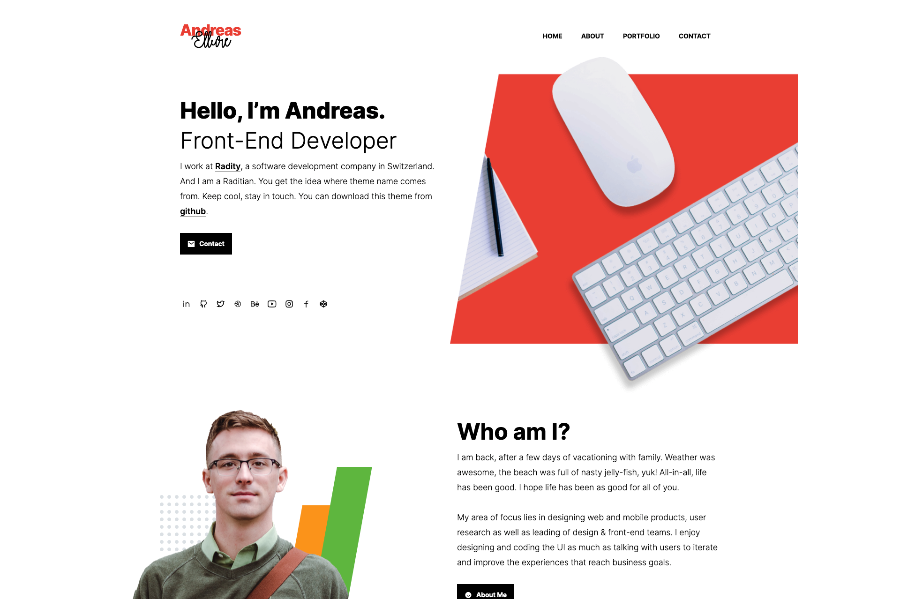 Andreas
Ellvorc
HOME ABOUT PORTFOLIO CONTACT
Hello, I’m Andreas.
Front-End Developer
I work at Radity, a software development company in Switzerland.
And I am a Raditian. You get the idea where theme name comes
from. Keep cool, stay in touch. You can download this theme from
github.
Contact
in
Bē
Who am I?
I am back, after a few days of vacationing with family. Weather was
awesome, the beach was full of nasty jelly-fish, yuk! All-in-all, life
has been good. I hope life has been as good for all of you.
My area of focus lies in designing web and mobile products, user
research as well as leading of design & front-end teams. I enjoy
designing and coding the UI as much as talking with users to iterate
and improve the experiences that reach business goals.
About Me